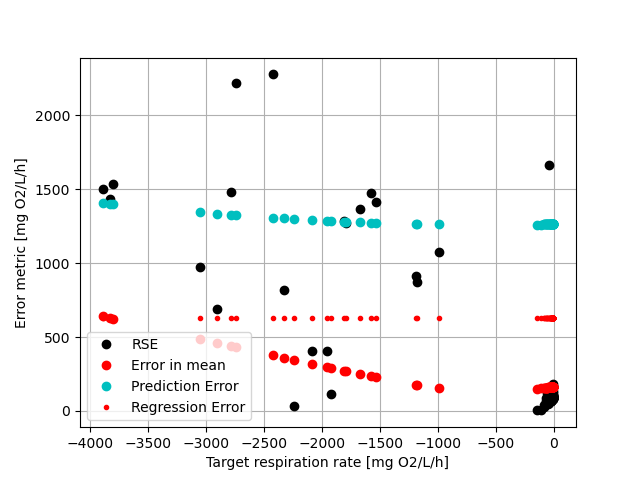 Error metric [mg O2/L/h]
2000
1500
1000
500
0
RSE
Error in mean
Prediction Error
Regression Error
−4000 −3500 −3000 −2500 −2000 −1500 −1000 −500 0
Target respiration rate [mg O2/L/h]